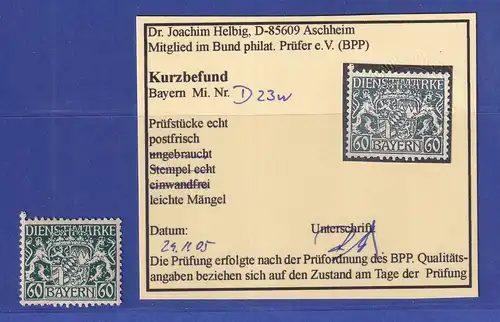 Dr. Joachim Helbig, D-85609 Aschheim
Mitglied im Bund philat. Prüfer e.V. (BPP)
Kurzbefund
Bayern Mi. Nr. D 23w
DIENSTMARKE
60 BAYERN 60
Prüfstücke echt
postfrisch
ungebraucht
Stempel echt
einwandfrei
leichte Mängel
Datum: Unterschrift
29.11.05
Die Prüfung erfolgte nach der Prüfordnung des BPP. Qualitäts-
angaben beziehen sich auf den Zustand am Tage der Prüfung
DIENSTMARKE
60 BAYERN 60